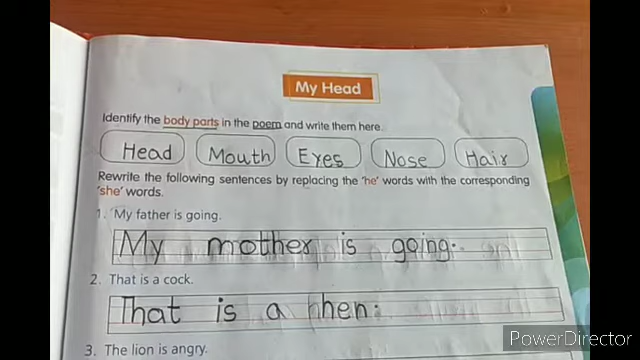 My Head
Identify the body parts in the poem and write them here.
Head Mouth Eyes Nose Hair
Rewrite the following sentences by replacing the 'he' words with the corresponding
'she' words.
1. My father is going.
My mother is going.
2. That is a cock.
That is a hen.
3. The lion is angry.
PowerDirector